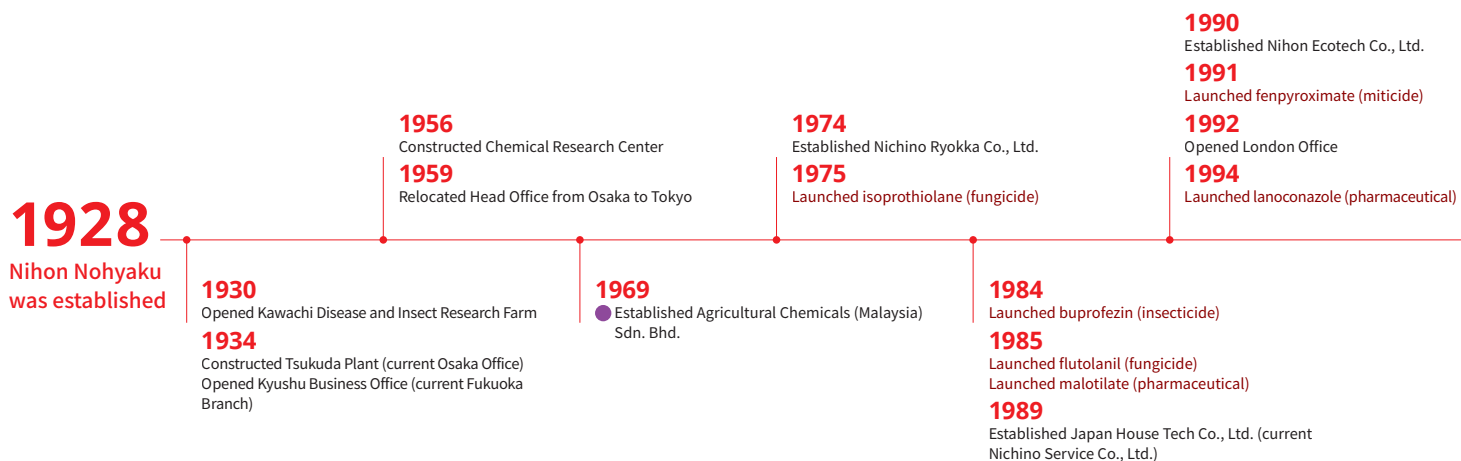 1928
Nihon Nohyaku
was established
1930
Opened Kawachi Disease and Insect Research Farm
1934
Constructed Tsukuda Plant (current Osaka Office)
Opened Kyushu Business Office (current Fukuoka
Branch)
1956
Constructed Chemical Research Center
1959
Relocated Head Office from Osaka to Tokyo
1969
Established Agricultural Chemicals (Malaysia)
Sdn. Bhd.
1974
Established Nichino Ryokka Co., Ltd.
1975
Launched isoprothiolane (fungicide)
1984
Launched buprofezin (insecticide)
1985
Launched flutolanil (fungicide)
Launched malotilate (pharmaceutical)
1989
Established Japan House Tech Co., Ltd. (current
Nichino Service Co., Ltd.)
1990
Established Nihon Ecotech Co., Ltd.
1991
Launched fenpyroximate (miticide)
1992
Opened London Office
1994
Launched lanoconazole (pharmaceutical)